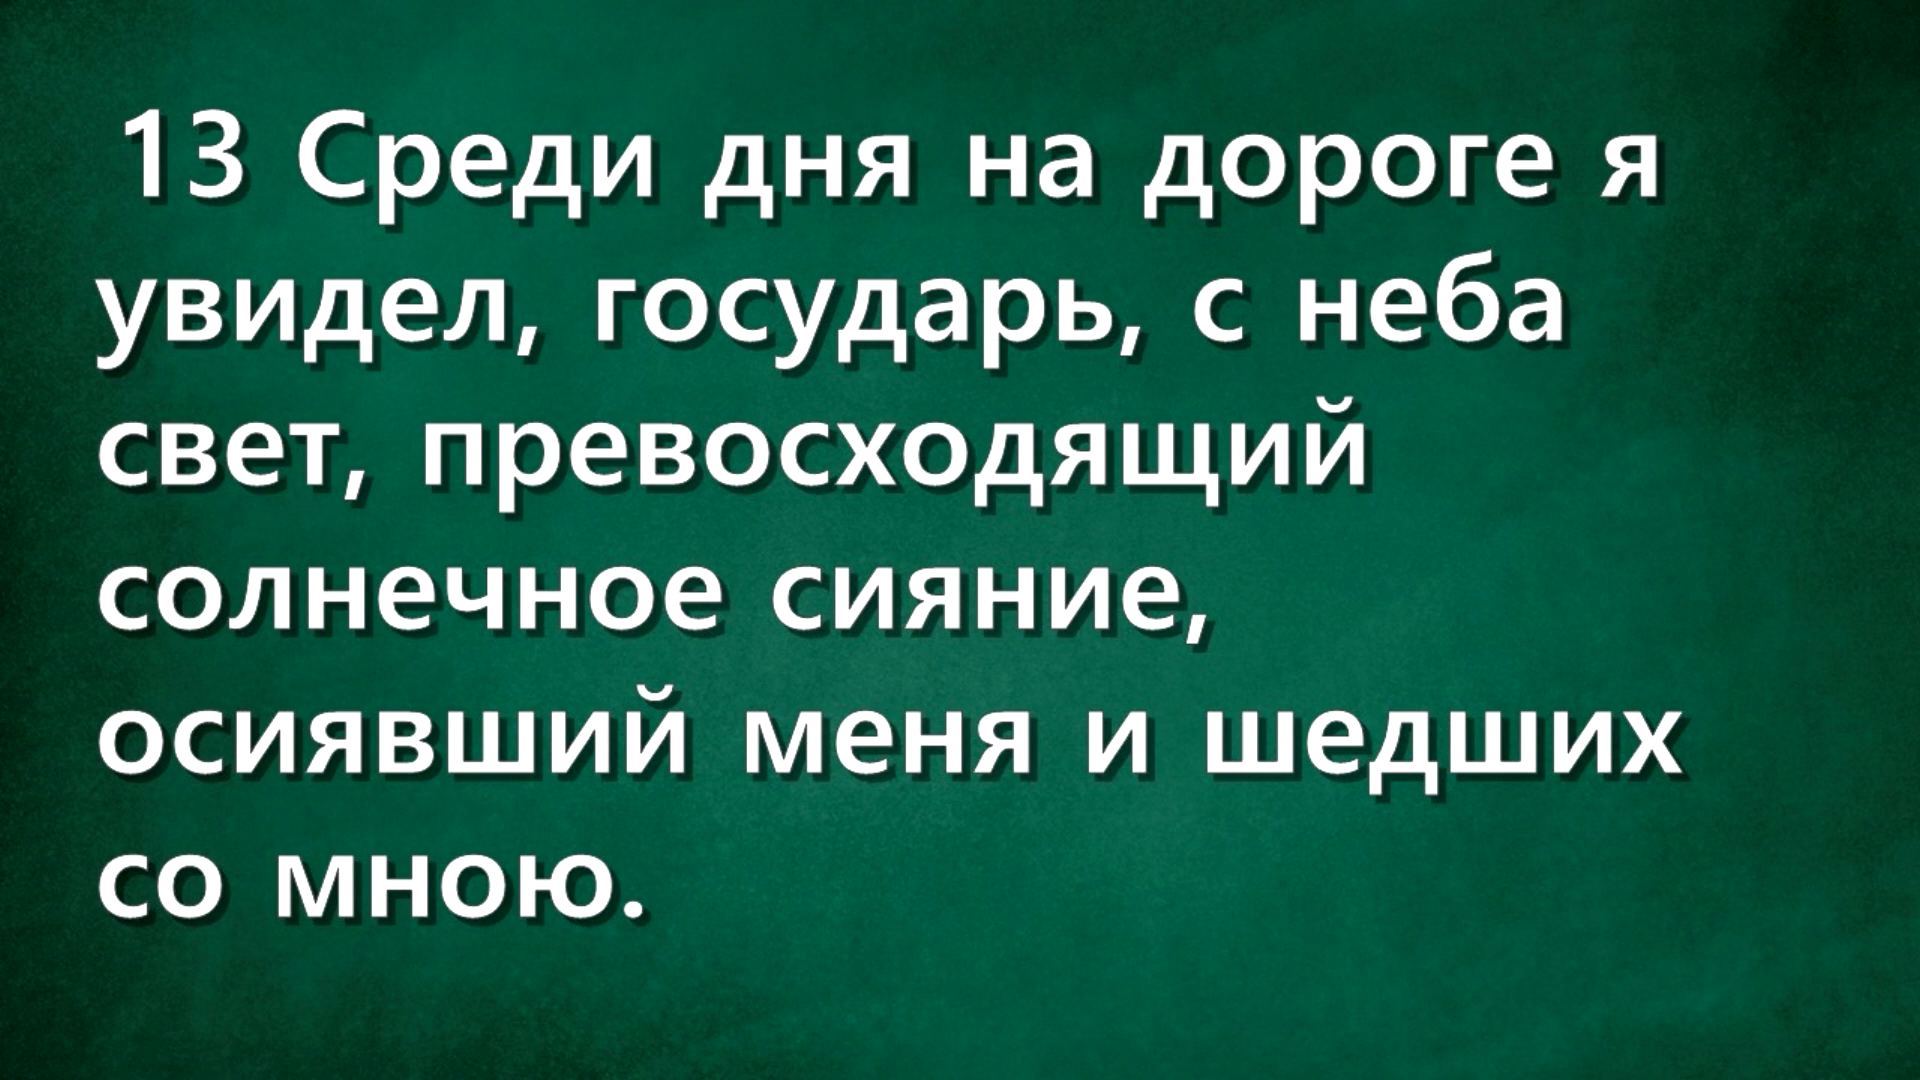 13 Среди дня на дороге я
увидел, государь, с неба
свет, превосходящий
солнечное сияние,
осиявший меня и шедших
со мною.